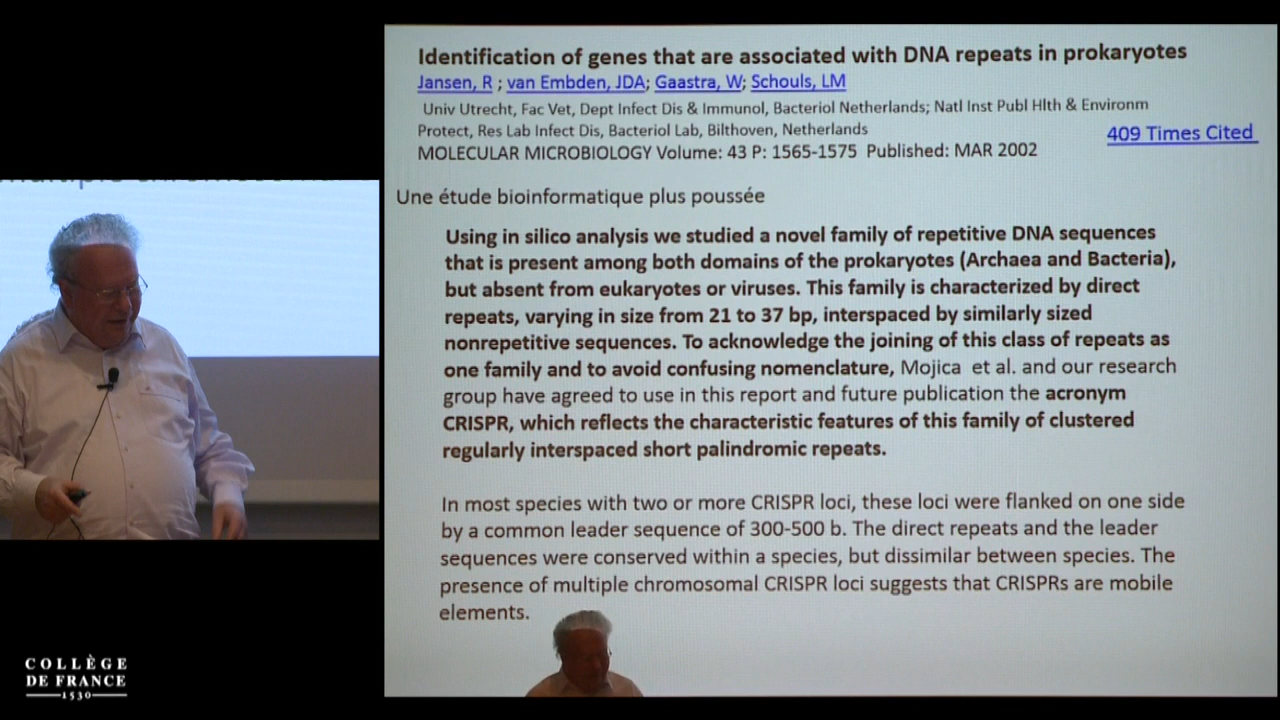 Identification of genes that are associated with DNA repeats in prokaryotes
Jansen, R ; van Embden, JDA; Gaastra, W; Schouls, LM
Univ Utrecht, Fac Vet, Dept Infect Dis & Immunol, Bacteriol Netherlands; Natl Inst Publ Hlth & Environm
Protect, Res Lab Infect Dis, Bacteriol Lab, Bilthoven, Netherlands
409 Times Cited
MOLECULAR MICROBIOLOGY Volume: 43 P: 1565-1575 Published: MAR 2002
Une étude bioinformatique plus poussée
Using in silico analysis we studied a novel family of repetitive DNA sequences
that is present among both domains of the prokaryotes (Archaea and Bacteria),
but absent from eukaryotes or viruses. This family is characterized by direct
repeats, varying in size from 21 to 37 bp, interspaced by similarly sized
nonrepetitive sequences. To acknowledge the joining of this class of repeats as
one family and to avoid confusing nomenclature, Mojica et al. and our research
group have agreed to use in this report and future publication the acronym
CRISPR, which reflects the characteristic features of this family of clustered
regularly interspaced short palindromic repeats.
In most species with two or more CRISPR loci, these loci were flanked on one side
by a common leader sequence of 300-500 b. The direct repeats and the leader
sequences were conserved within a species, but dissimilar between species. The
presence of multiple chromosomal CRISPR loci suggests that CRISPRs are mobile
elements.
COLLÈGE
DE FRANCE
1530